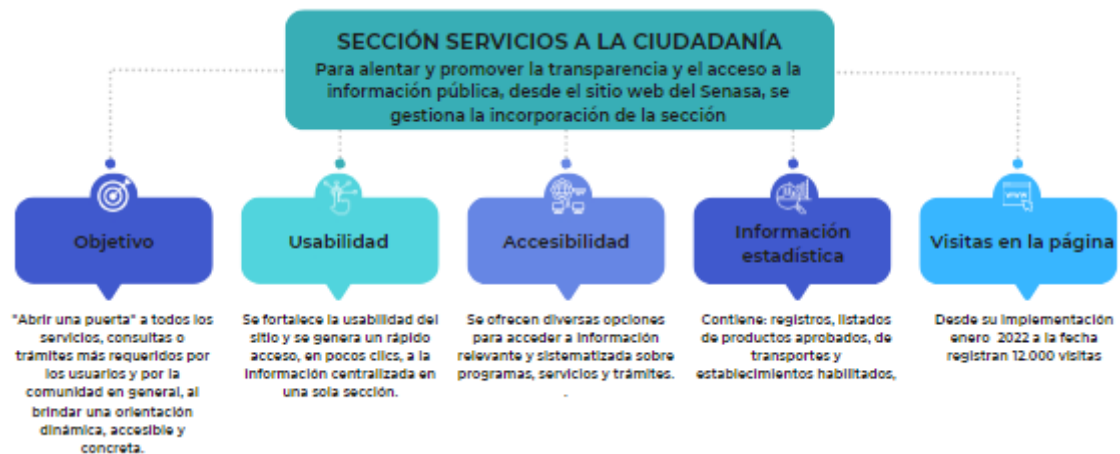 SECCIÓN SERVICIOS A LA CIUDADANÍA
Para alentar y promover la transparencia y el acceso a la
información pública, desde el sitio web del Senasa, se
gestiona la incorporación de la sección
Objetivo
"Abrir una puerta" a todos los
servicios, consultas o
trámites más requeridos por
los usuarios y por la
comunidad en general, al
brindar una orientación
dinámica, accesible y
concreta.
Usabilidad
Se fortalece la usabilidad del
sitio y se genera un rápido
acceso, en pocos clics, a la
información centralizada en
una sola sección.
Accesibilidad
Se ofrecen diversas opciones
para acceder a información
relevante y sistematizada sobre
programas, servicios y trámites.
.
Información
estadística
Contiene: registros, listados
de productos aprobados, de
transportes y
establecimientos habilitados,
WWW
Visitas en la página
Desde su implementación
enero 2022 a la fecha
registran 12.000 visitas